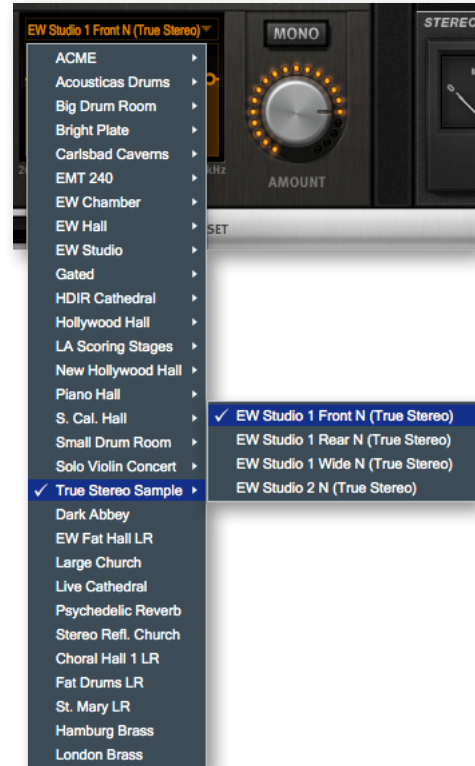 EW Studio 1 Front N (True Stereo)
MONO
STEREO
ACME
Acousticas Drums
Big Drum Room
Bright Plate
Carlsbad Caverns
EMT 240
EW Chamber
EW Hall
EW Studio
Gated
HDIR Cathedral
Hollywood Hall
LA Scoring Stages
New Hollywood Hall
Piano Hall
S. Cal. Hall
Small Drum Room
Solo Violin Concert
True Stereo Sample
Dark Abbey
EW Fat Hall LR
Large Church
Live Cathedral
Psychedelic Reverb
Stereo Refl. Church
Choral Hall 1 LR
Fat Drums LR
St. Mary LR
Hamburg Brass
London Brass
kHz
AMOUNT
SET
EW Studio 1 Front N (True Stereo)
EW Studio 1 Rear N (True Stereo)
EW Studio 1 Wide N (True Stereo)
EW Studio 2 N (True Stereo)